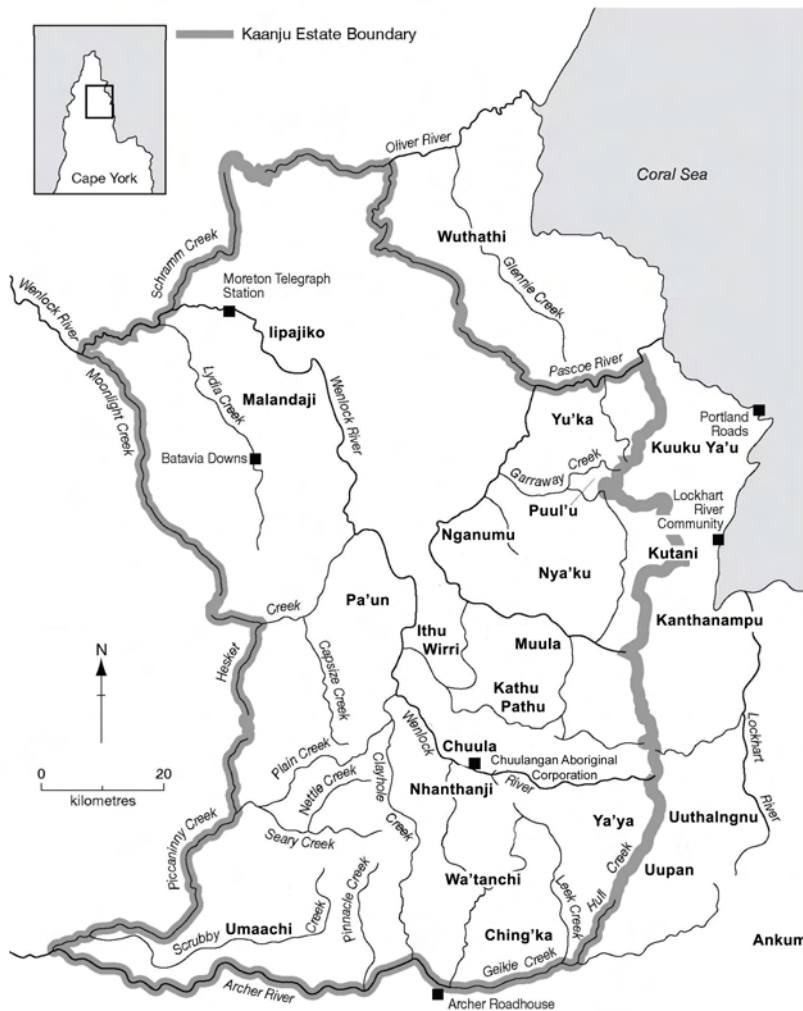 Kaanju Estate Boundary
Cape York
Coral Sea
Oliver River
Wuthathi
Glennie Creek
Schramm Creek
Moreton Telegraph
Station
Wenlock River
Iipajiko
Pascoe River
Moonlight Creek
Lydia Creek
Malandaji
Wenlock River
Yu'ka
Portland
Roads
Kuuku Ya'u
Batavia Downs
Garraway Creek
Lockhart
River
Community
Puul'u
Nganumu
Kutani
Nya'ku
Pa'un
Creek
Hesket
Kanthanampu
Ithu
Wirri
Muula
N
Capsize Creek
Kathu
Pathu
Wenlock
River
Lockhart
River
Chuula
Chuulangan Aboriginal
Corporation
0
20
kilometres
Plain Creek
Nettle Creek
Clayhole
Creek
Nhanthanji
Piccaninny Creek
Seary Creek
Ya'ya
Uuthalngnu
Hull Creek
Uupan
Pinnacle Creek
Wa'tanchi
Leek Creek
Umaachi
Scrubby
Creek
Ching'ka
Ankum
Geikie Creek
Archer River
Archer Roadhouse